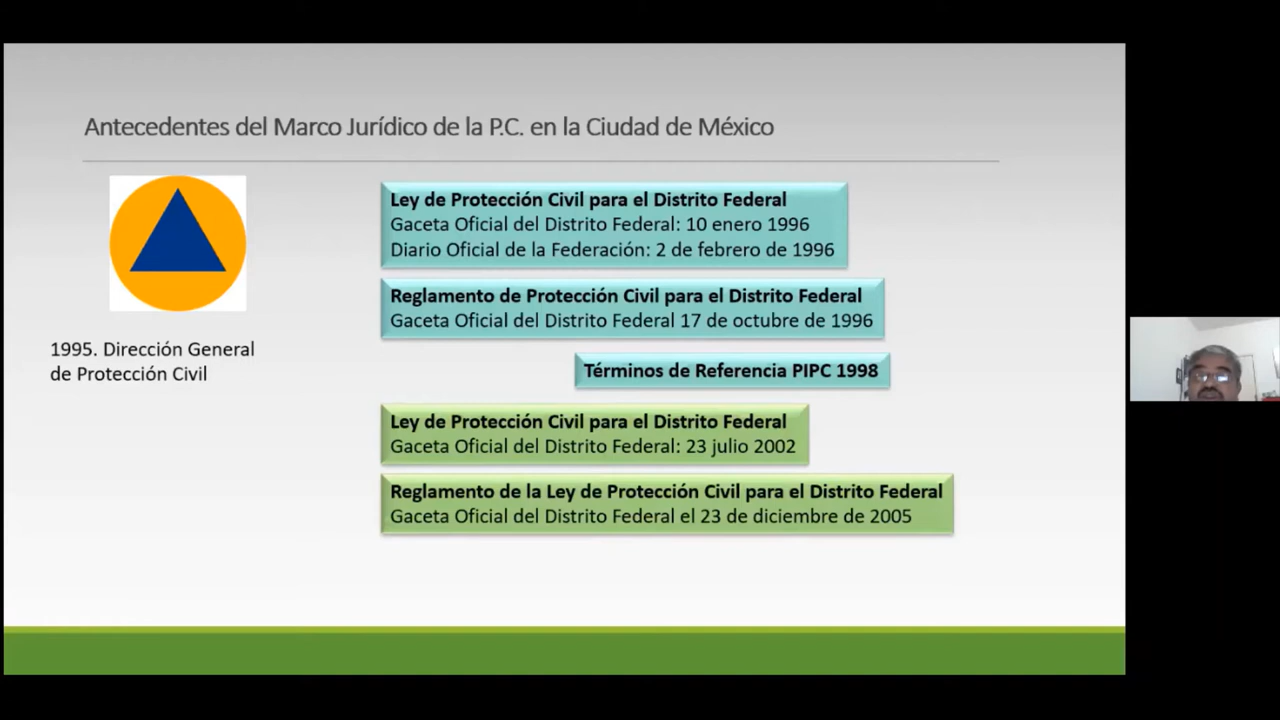 Antecedentes del Marco Jurídico de la P.C. en la Ciudad de México
1995. Dirección General
de Protección Civil
Ley de Protección Civil para el Distrito Federal
Gaceta Oficial del Distrito Federal: 10 enero 1996
Diario Oficial de la Federación: 2 de febrero de 1996
Reglamento de Protección Civil para el Distrito Federal
Gaceta Oficial del Distrito Federal 17 de octubre de 1996
Términos de Referencia PIPC 1998
Ley de Protección Civil para el Distrito Federal
Gaceta Oficial del Distrito Federal: 23 julio 2002
Reglamento de la Ley de Protección Civil para el Distrito Federal
Gaceta Oficial del Distrito Federal el 23 de diciembre de 2005